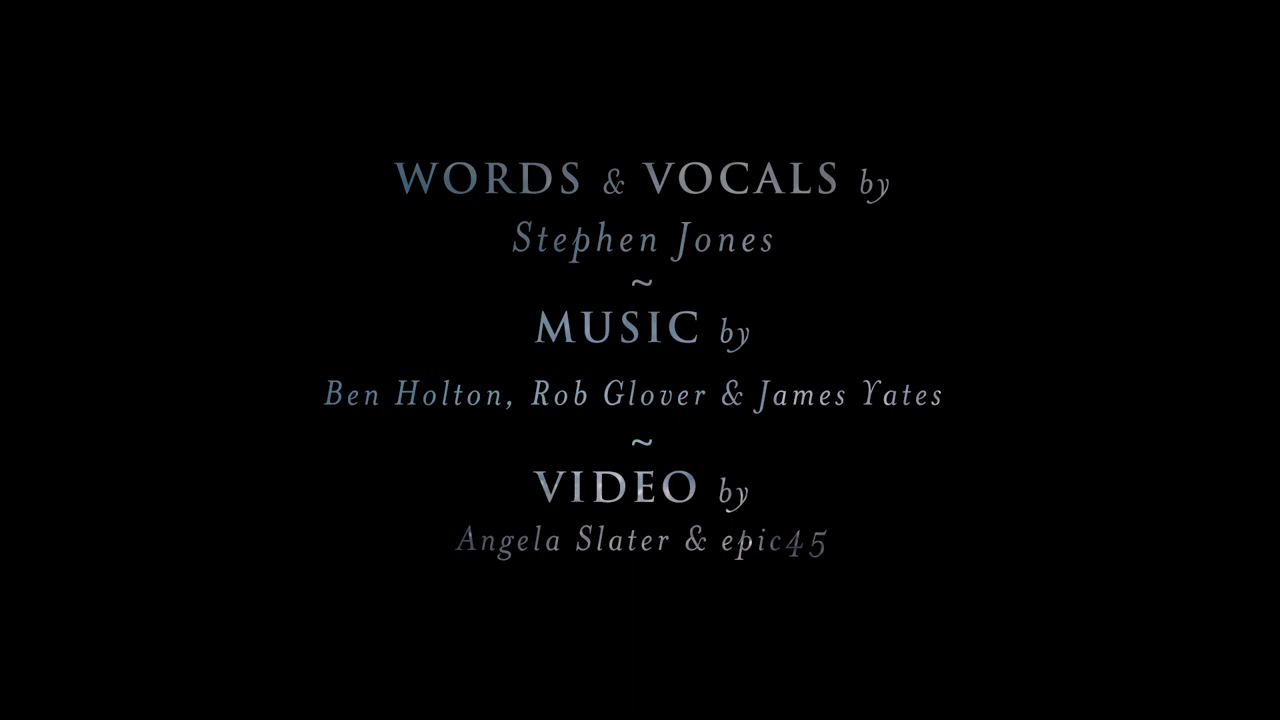 WORDS & VOCALS by
Stephen Jones
~
MUSIC by
Ben Holton, Rob Glover & James Yates
~
VIDEO by
Angela Slater & epic45